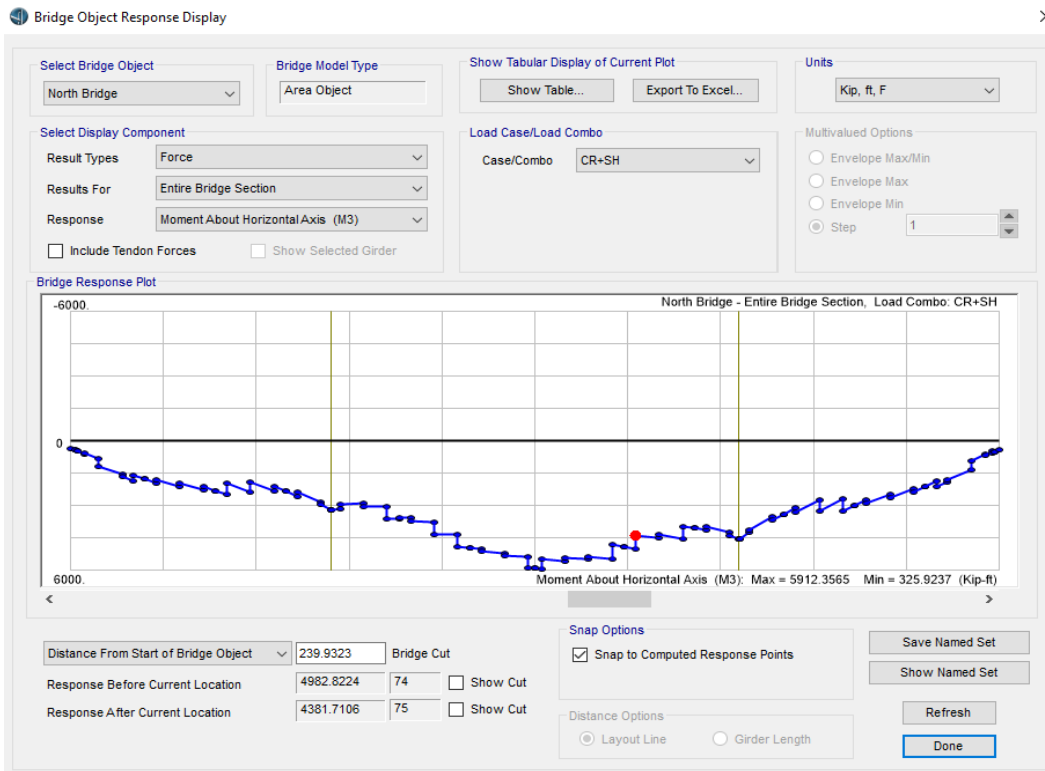 Bridge Object Response Display
Select Bridge Object
North Bridge
Bridge Model Type
Area Object
Show Tabular Display of Current Plot
Show Table...
Export To Excel...
Units
Kip, ft, F
Select Display Component
Result Types
Force
Results For
Entire Bridge Section
Response
Moment About Horizontal Axis (M3)
Include Tendon Forces
Show Selected Girder
Load Case/Load Combo
Case/Combo
CR+SH
Multivalued Options
Envelope Max/Min
Envelope Max
Envelope Min
Step
1
Bridge Response Plot
-6000.
North Bridge - Entire Bridge Section, Load Combo: CR+SH
0
6000.
Moment About Horizontal Axis (M3): Max = 5912.3565 Min = 325.9237 (Kip-ft)
Distance From Start of Bridge Object
239.9323
Bridge Cut
Response Before Current Location
4982.8224
74
Show Cut
Response After Current Location
4381.7106
75
Show Cut
Snap Options
Snap to Computed Response Points
Distance Options
Layout Line
Girder Length
Save Named Set
Show Named Set
Refresh
Done